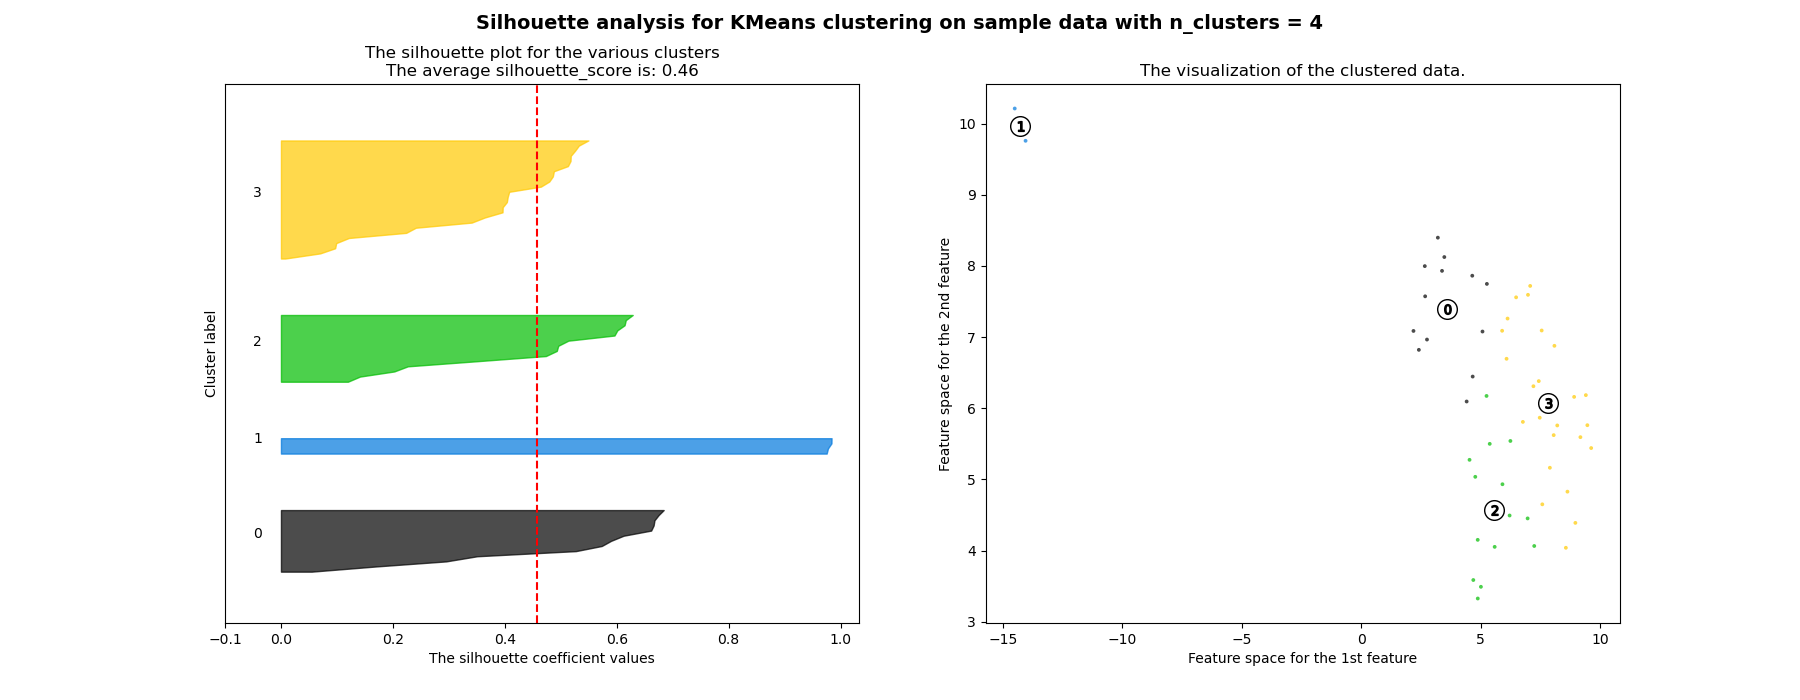 Silhouette analysis for KMeans clustering on sample data with n_clusters = 4
The silhouette plot for the various clusters
The average silhouette_score is: 0.46
3
2
1
0
Cluster label
−0.1 0.0 0.2 0.4 0.6 0.8 1.0
The silhouette coefficient values
The visualization of the clustered data.
10
9
8
7
6
5
4
3
Feature space for the 2nd feature
1
0
3
2
−15 −10 −5 0 5 10
Feature space for the 1st feature